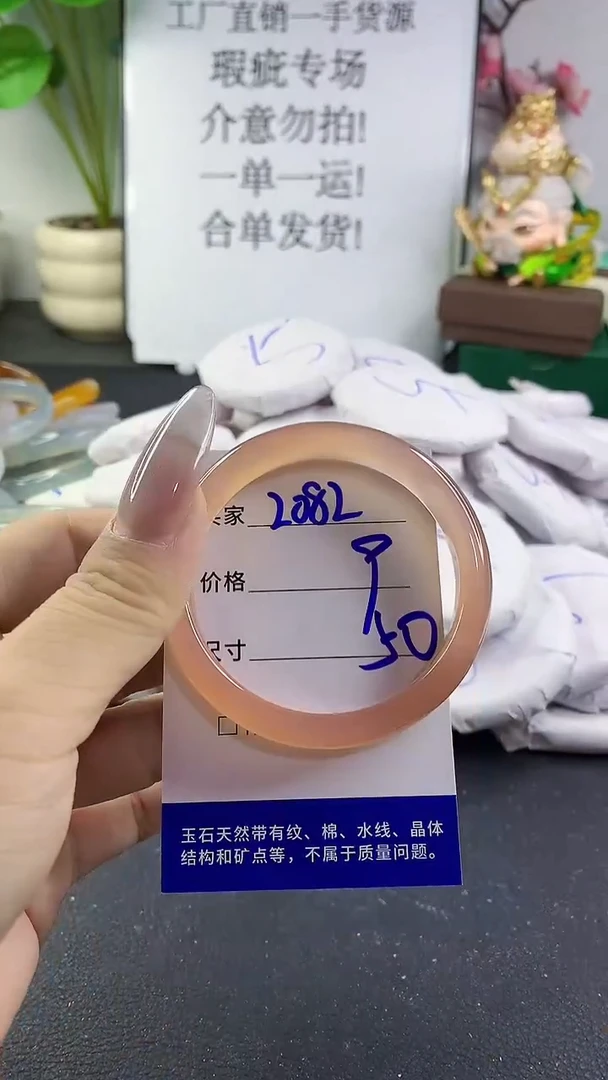 工厂直销一手货源
瑕疵专场
介意勿拍!
一单一运!
合单发货!
家 2082
价格
尺寸 50
玉石天然带有纹、棉、水线、晶体
结构和矿点等，不属于质量问题。